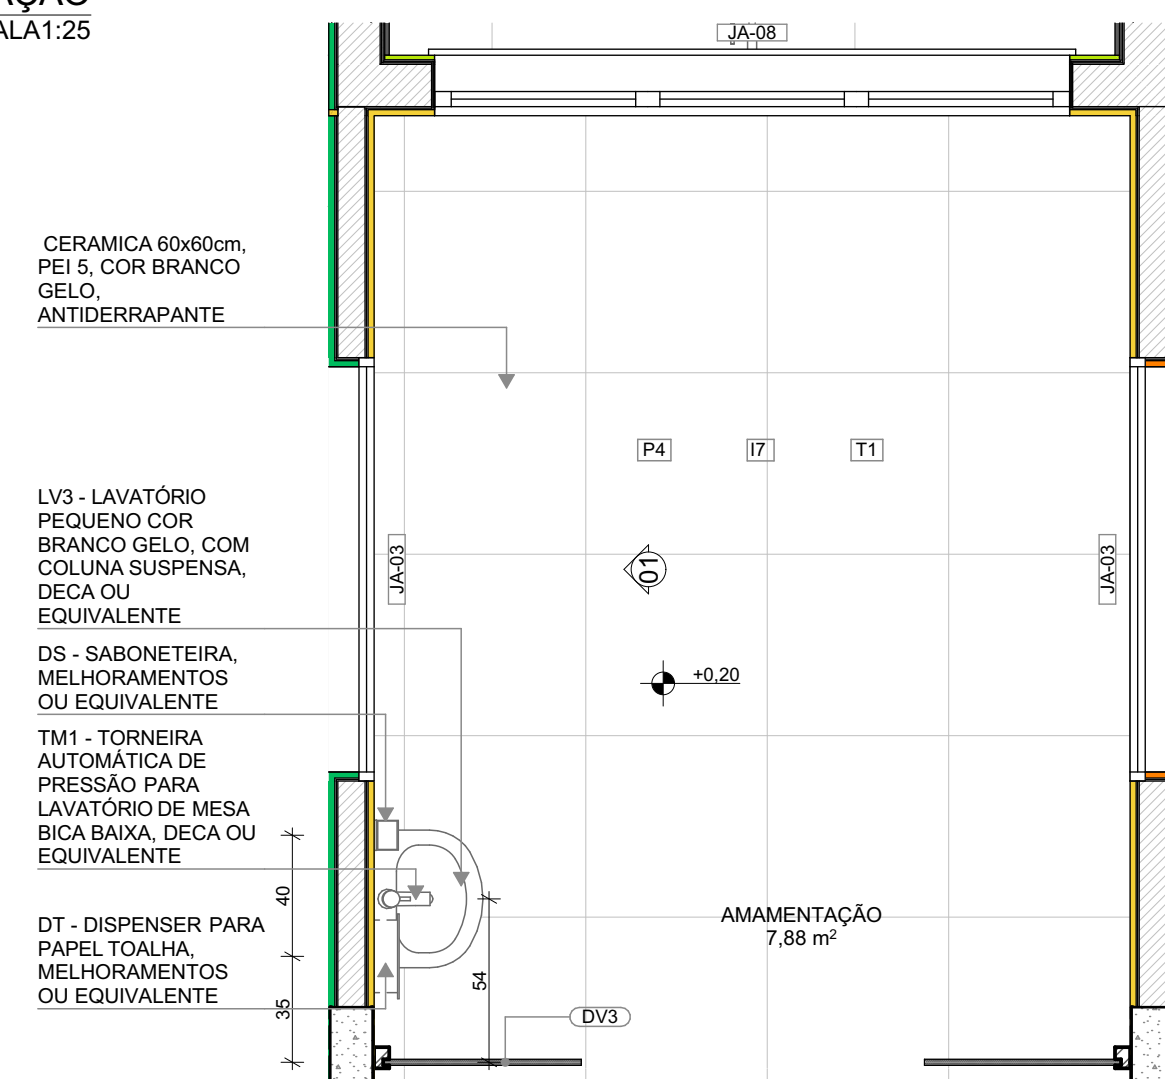 AÇÃO
ALA1:25
JA-08
CERAMICA 60x60cm,
PEI 5, COR BRANCO
GELO,
ANTIDERRAPANTE
P4
I7
T1
LV3 - LAVATÓRIO
PEQUENO COR
BRANCO GELO, COM
COLUNA SUSPENSA,
DECA OU
EQUIVALENTE
JA-03
01
JA-03
DS - SABONETEIRA,
MELHORAMENTOS
OU EQUIVALENTE
+0,20
TM1 - TORNEIRA
AUTOMÁTICA DE
PRESSÃO PARA
LAVATÓRIO DE MESA
BICA BAIXA, DECA OU
EQUIVALENTE
40
DT - DISPENSER PARA
PAPEL TOALHA,
MELHORAMENTOS
OU EQUIVALENTE
35
54
AMAMENTAÇÃO
7,88 m²
DV3